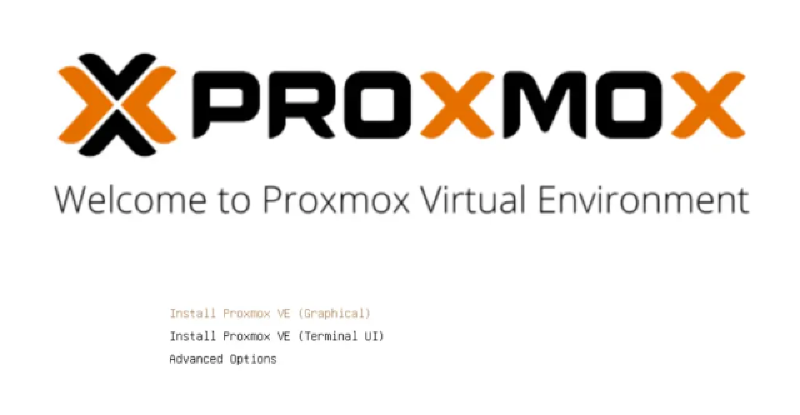 PROXMOX
Welcome to Proxmox Virtual Environment
Install Proxmox VE (Graphical)
Install Proxmox VE (Terminal UI)
Advanced Options